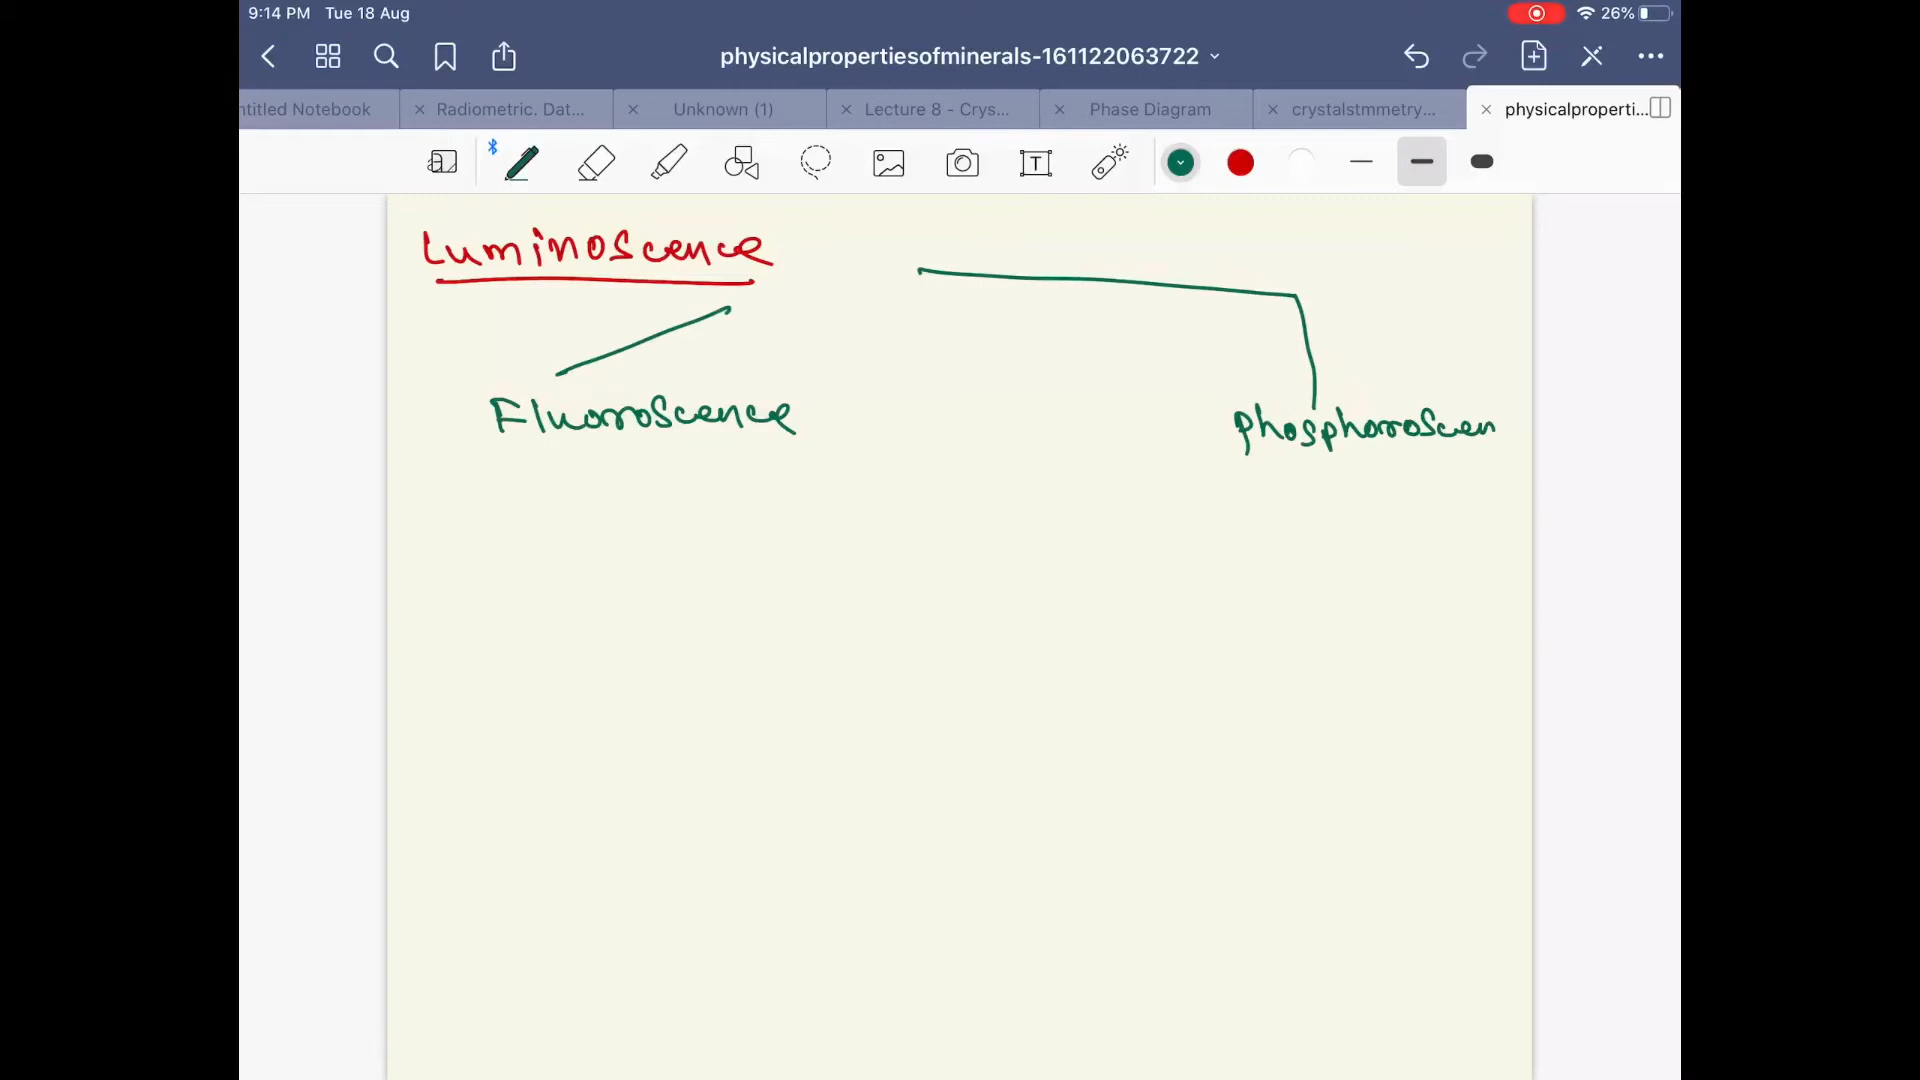 9:14 PM Tue 18 Aug
26%
physicalpropertiesofminerals-161122063722
ntitled Notebook
Radiometric. Dat...
Unknown (1)
Lecture 8 - Crys...
Phase Diagram
crystalstmmetry...
physicalproperti...
T
Luminoscence
Fluoroscence
phosphoroscen